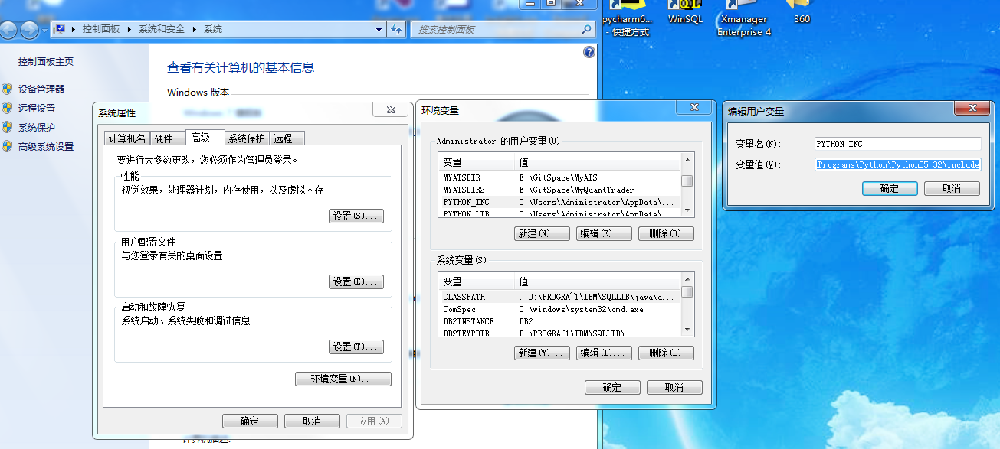 控制面板 系统和安全 系统
搜索控制面板
控制面板主页
设备管理器
远程设置
系统保护
高级系统设置
查看有关计算机的基本信息
Windows 版本
pycharm6...
- 快捷方式
WinSQL
Xmanager
Enterprise 4
360
系统属性
计算机名 硬件 高级 系统保护 远程
要进行大多数更改，您必须作为管理员登录。
性能
视觉效果，处理器计划，内存使用，以及虚拟内存
设置(S)...
用户配置文件
与您登录有关的桌面设置
设置(E)...
启动和故障恢复
系统启动、系统失败和调试信息
设置(T)...
环境变量(N)...
确定 取消 应用(A)
环境变量
Administrator 的用户变量(U)
变量 值
MYATSDIR E:\GitSpace\MyATS
MYATSDIR2 E:\GitSpace\MyQuantTrader
PYTHON_INC C:\Users\Administrator\AppData\...
PYTHON_LIB C:\Users\Administrator\AppData\
新建(N)... 编辑(E)... 删除(D)
系统变量(S)
变量 值
CLASSPATH .;D:\PROGRA~1\IBM\SQLLIB\java\d...
ComSpec C:\windows\system32\cmd.exe
DB2INSTANCE DB2
DB2TEMPDIR D:\PROGRA~1\IBM\SQLLIB\
新建(W)... 编辑(I)... 删除(L)
确定 取消
编辑用户变量
变量名(N): PYTHON_INC
变量值(V): Programs\Python\Python35-32\include
确定 取消
计算机描述: